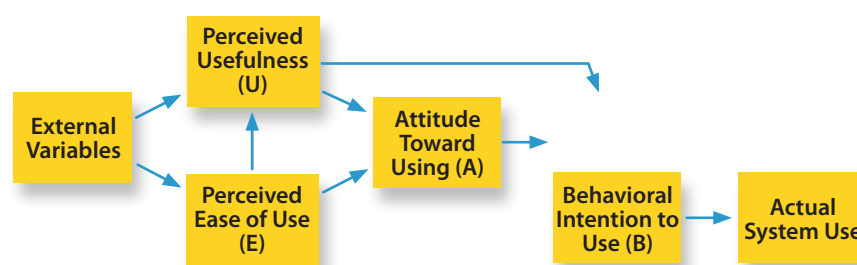 Perceived
Usefulness
(U)
External
Variables
Perceived
Ease of Use
(E)
Attitude
Toward
Using (A)
Behavioral
Intention to
Use (B)
Actual
System Use